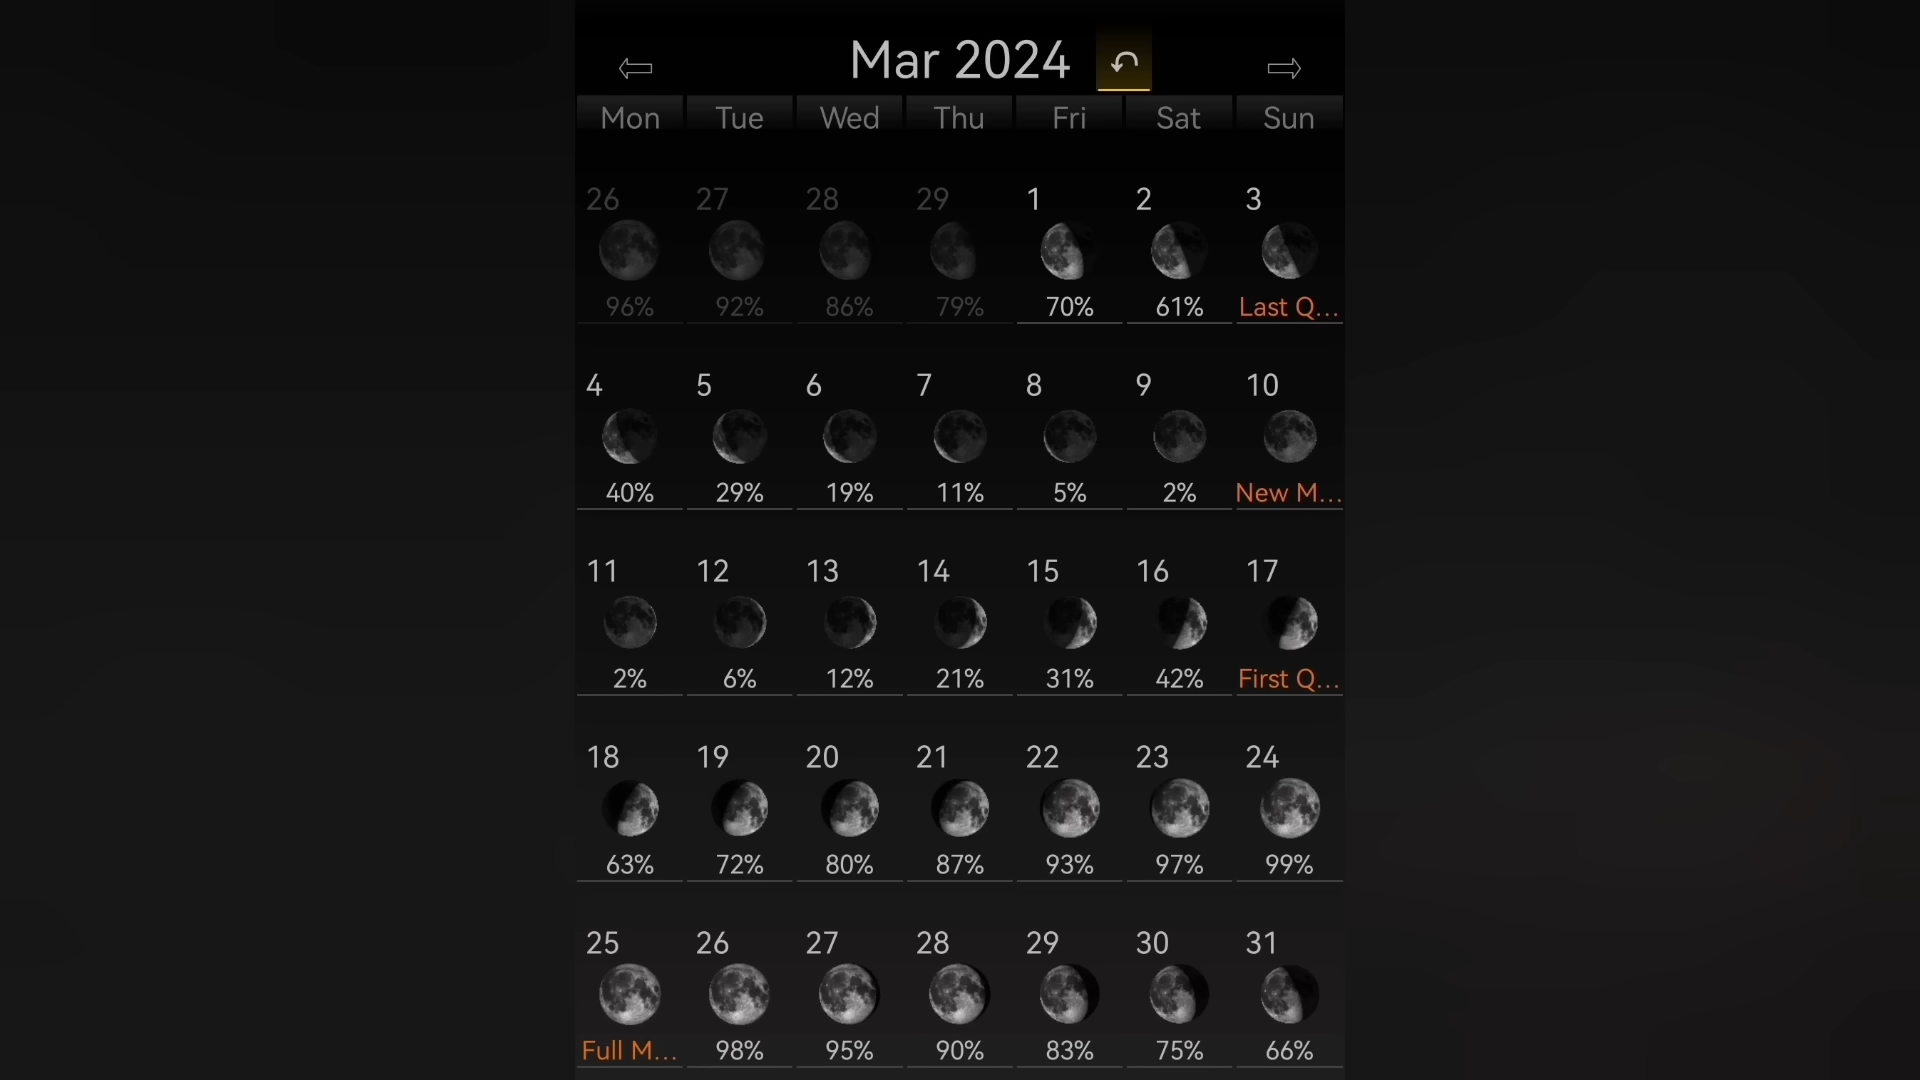 Mar 2024
Mon Tue Wed Thu Fri Sat Sun
26 27 28 29 1 2 3
96% 92% 86% 79% 70% 61% Last Q...
4 5 6 7 8 9 10
40% 29% 19% 11% 5% 2% New M...
11 12 13 14 15 16 17
2% 6% 12% 21% 31% 42% First Q...
18 19 20 21 22 23 24
63% 72% 80% 87% 93% 97% 99%
25 26 27 28 29 30 31
Full M... 98% 95% 90% 83% 75% 66%